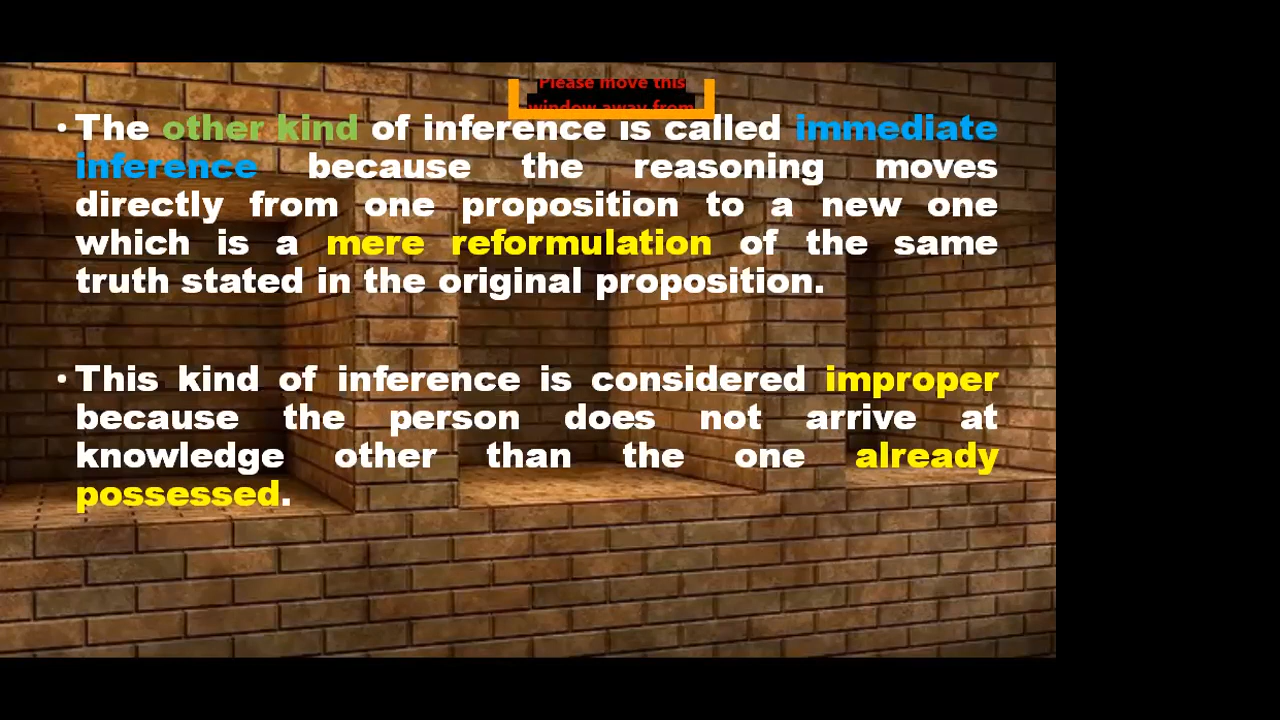 Please move this
window away from
• The other kind of inference is called immediate
inference because the reasoning moves
directly from one proposition to a new one
which is a mere reformulation of the same
truth stated in the original proposition.
• This kind of inference is considered improper
because the person does not arrive at
knowledge other than the one already
possessed.